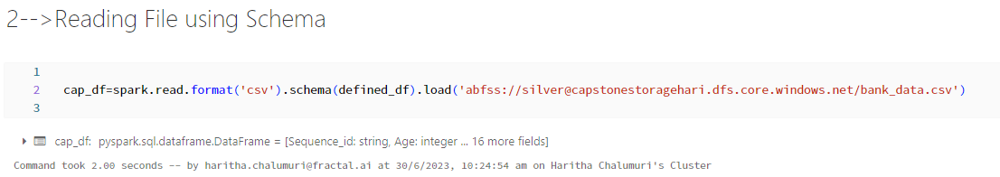 2-->Reading File using Schema
1
2 cap_df=spark.read.format('csv').schema(defined_df).load('abfss://silver@capstonestoragehari.dfs.core.windows.net/bank_data.csv')
3
cap_df: pyspark.sql.dataframe.DataFrame = [Sequence_id: string, Age: integer ... 16 more fields]
Command took 2.00 seconds -- by haritha.chalumuri@fractal.ai at 30/6/2023, 10:24:54 am on Haritha Chalumuri's Cluster